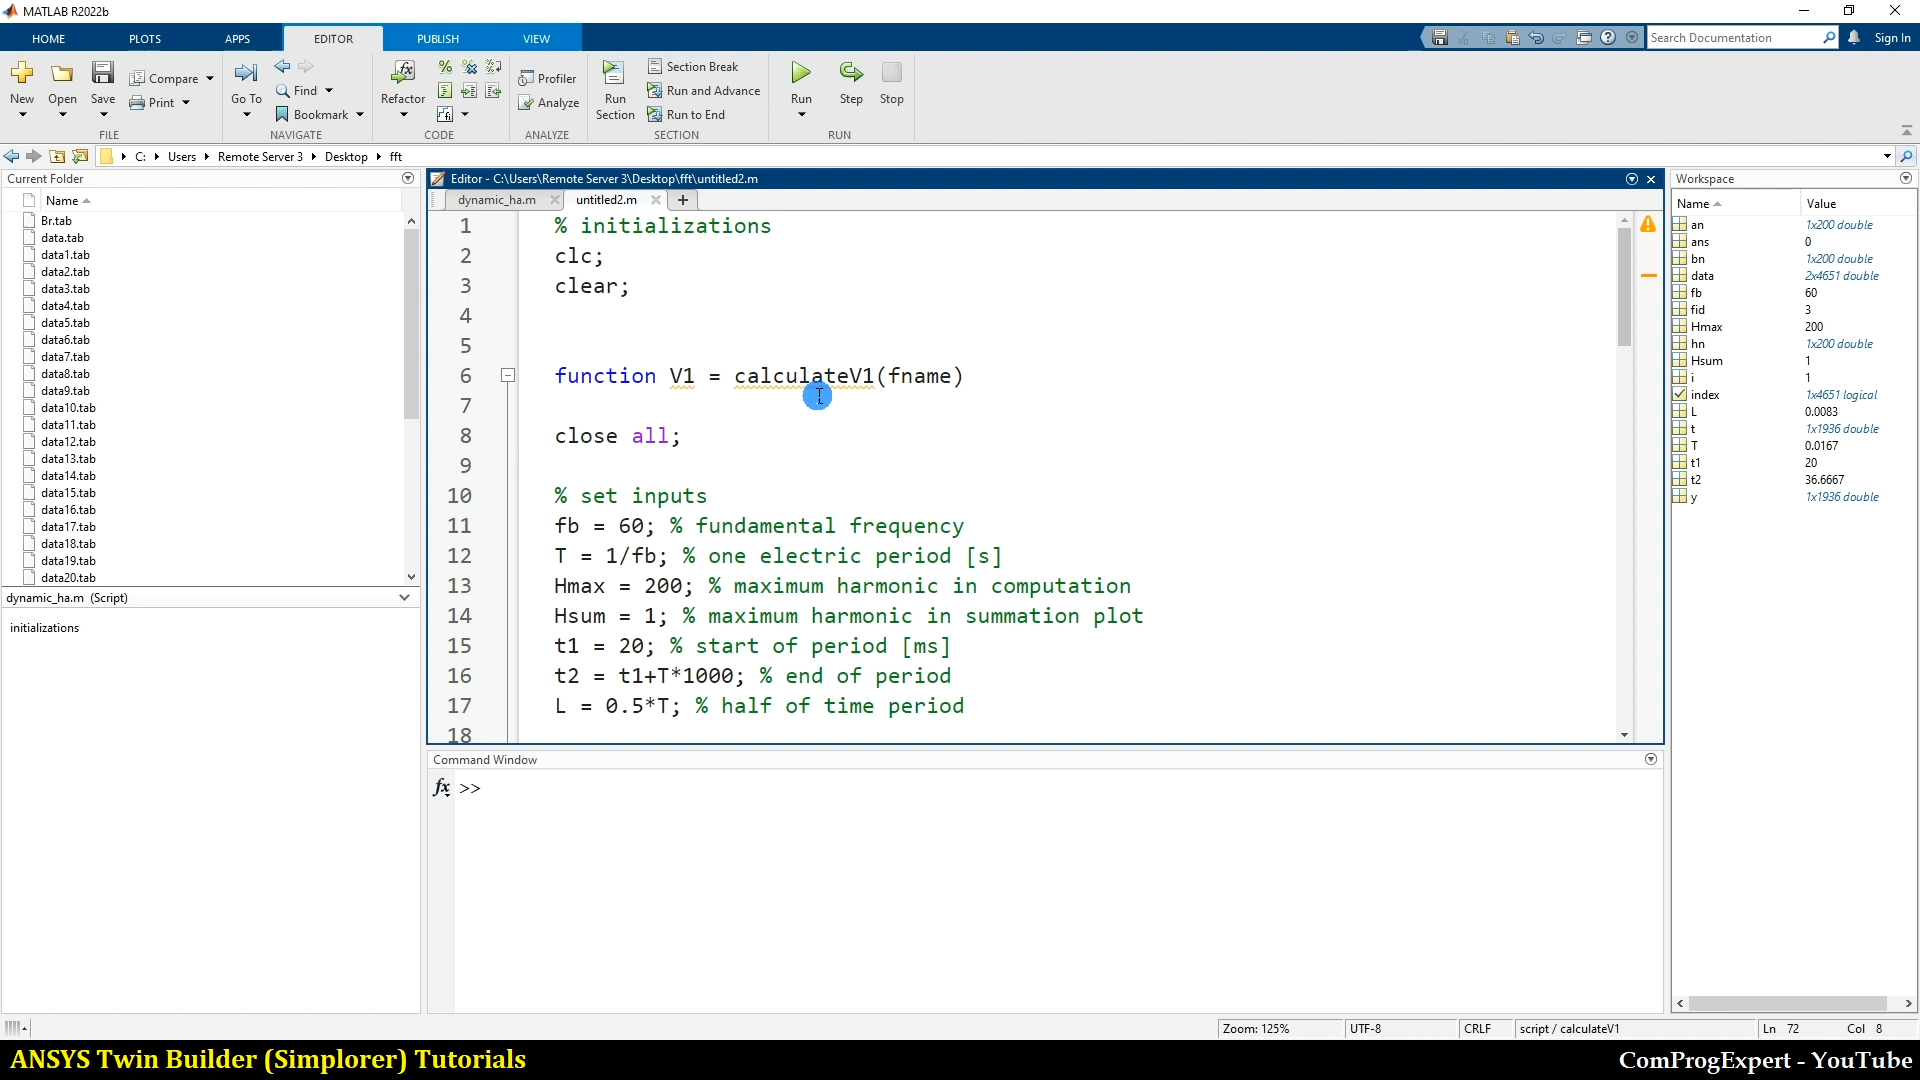 MATLAB R2022b
HOME PLOTS APPS EDITOR PUBLISH VIEW Search Documentation Sign In
New Open Save Compare Print FILE
Go To Find Bookmark NAVIGATE
Refactor CODE
Profiler Analyze ANALYZE
Run Section Section Break Run and Advance Run to End SECTION
Run Step Stop RUN
C: Users Remote Server 3 Desktop fft
Current Folder
Name
Br.tab
data.tab
data1.tab
data2.tab
data3.tab
data4.tab
data5.tab
data6.tab
data7.tab
data8.tab
data9.tab
data10.tab
data11.tab
data12.tab
data13.tab
data14.tab
data15.tab
data16.tab
data17.tab
data18.tab
data19.tab
data20.tab
dynamic_ha.m (Script)
initializations
Editor - C:\Users\Remote Server 3\Desktop\fft\untitled2.m
dynamic_ha.m untitled2.m
1 % initializations
2 clc;
3 clear;
4
5
6 function V1 = calculateV1(fname)
7
8 close all;
9
10 % set inputs
11 fb = 60; % fundamental frequency
12 T = 1/fb; % one electric period [s]
13 Hmax = 200; % maximum harmonic in computation
14 Hsum = 1; % maximum harmonic in summation plot
15 t1 = 20; % start of period [ms]
16 t2 = t1+T*1000; % end of period
17 L = 0.5*T; % half of time period
18
Command Window
fx >>
Workspace
Name Value
an 1x200 double
ans 0
bn 1x200 double
data 2x4651 double
fb 60
fid 3
Hmax 200
hn 1x200 double
Hsum 1
i 1
index 1x4651 logical
L 0.0083
t 1x1936 double
T 0.0167
t1 20
t2 36.6667
y 1x1936 double
Zoom: 125% UTF-8 CRLF script / calculateV1 Ln 72 Col 8
ANSYS Twin Builder (Simplorer) Tutorials
ComProgExpert - YouTube